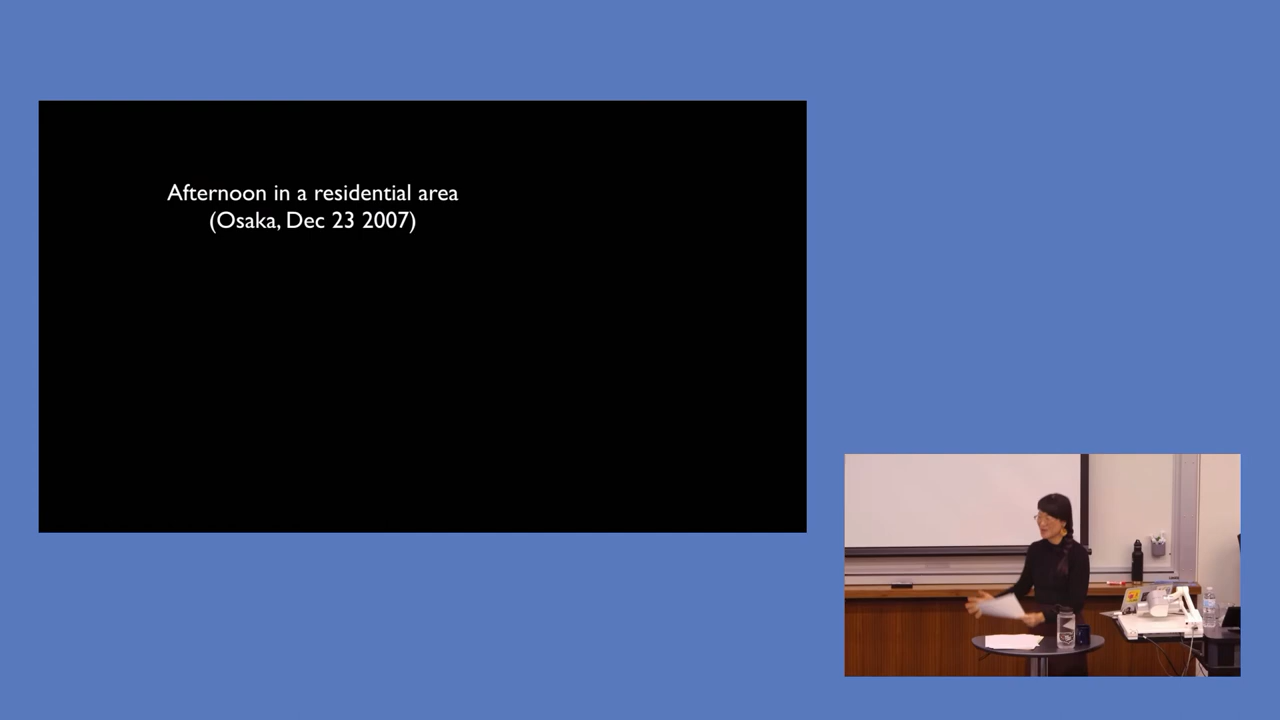 Afternoon in a residential area
(Osaka, Dec 23 2007)